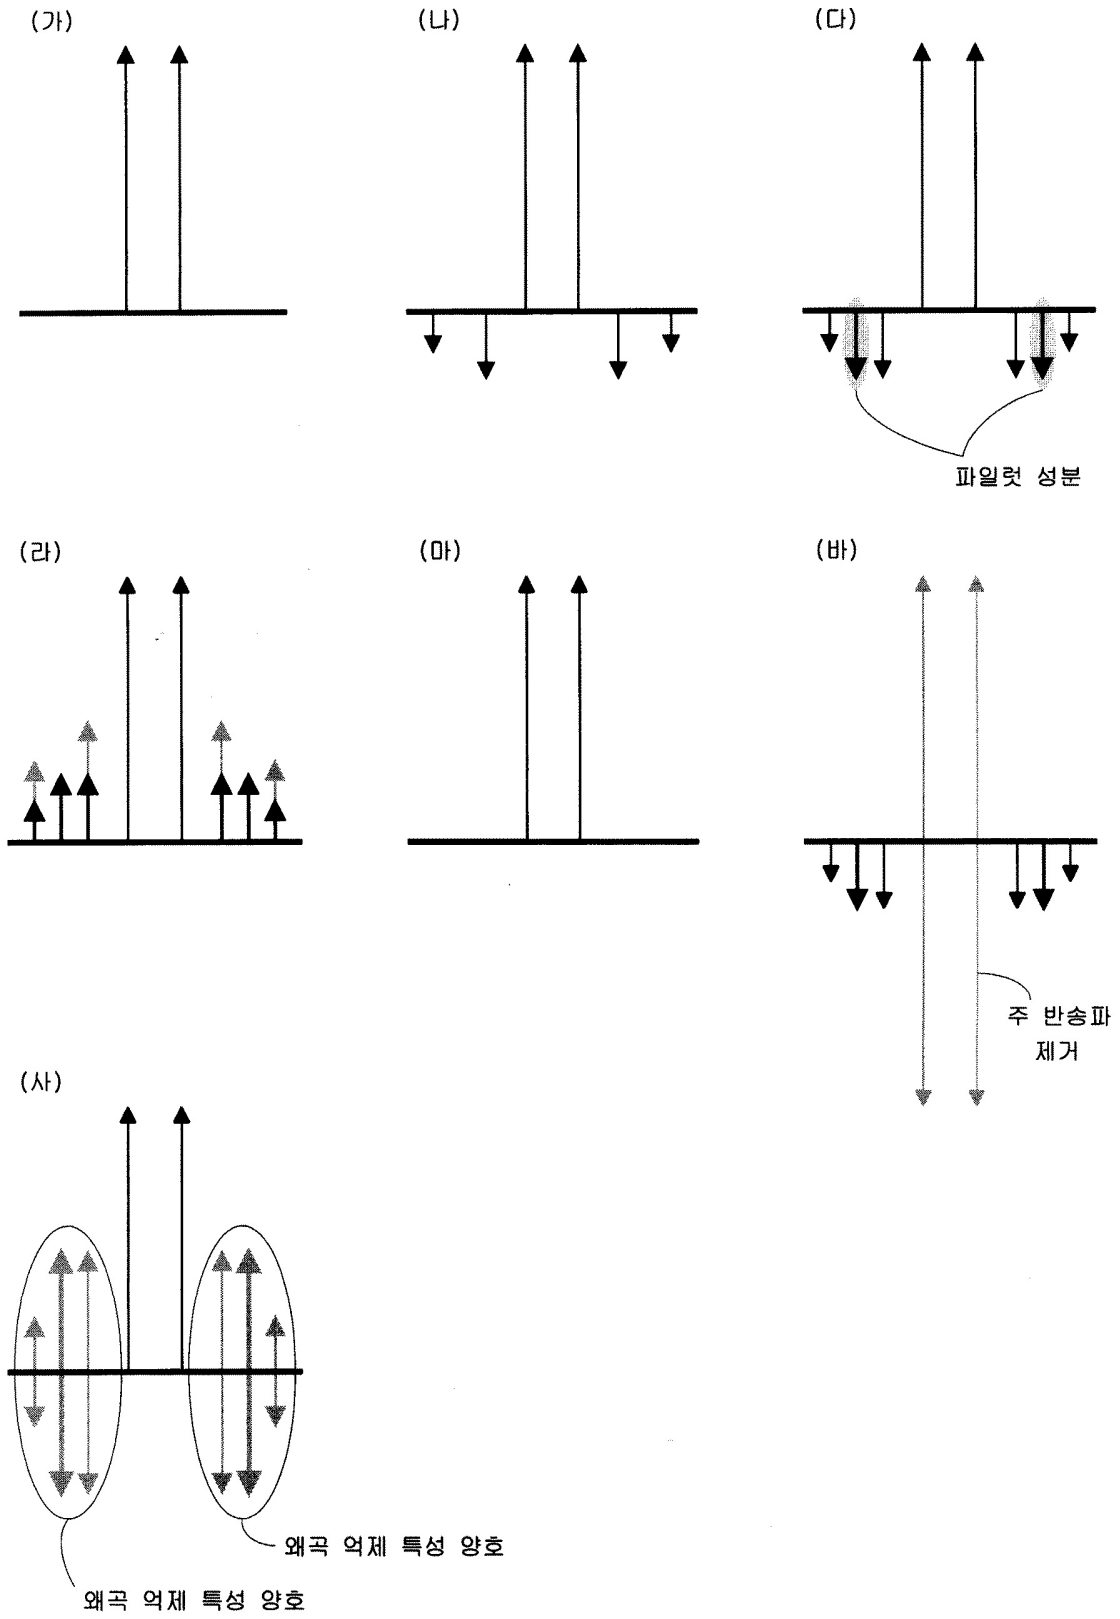 (가)
(나)
(다)
파일럿 성분
(라)
(마)
(바)
주 반송파
제거
(사)
왜곡 억제 특성 양호
왜곡 억제 특성 양호